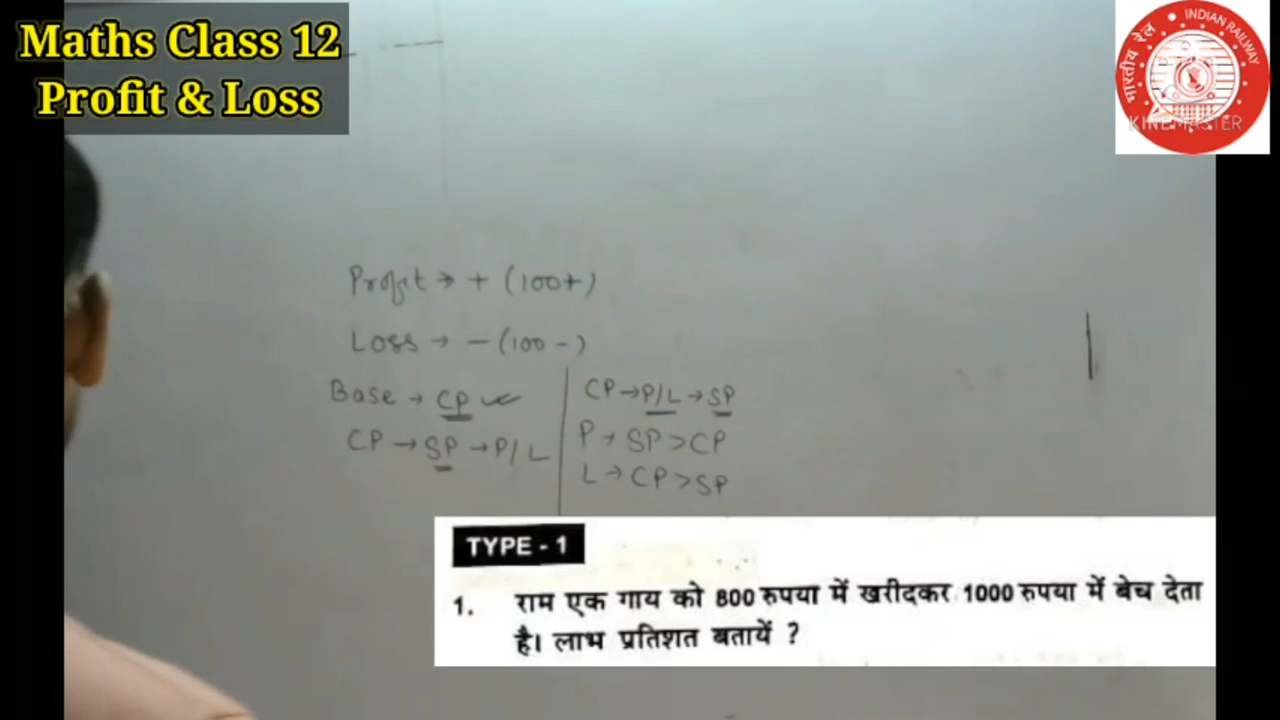 Maths Class 12
Profit & Loss
भारतीय रेल INDIAN RAILWAY
KINEMASTER
Profit → + (100+)
Loss → - (100 -)
Base → CP ✓
CP → SP → P/L
CP → P/L → SP
P → SP > CP
L → CP > SP
TYPE - 1
1. राम एक गाय को 800 रुपया में खरीदकर 1000 रुपया में बेच देता
है। लाभ प्रतिशत बतायें ?